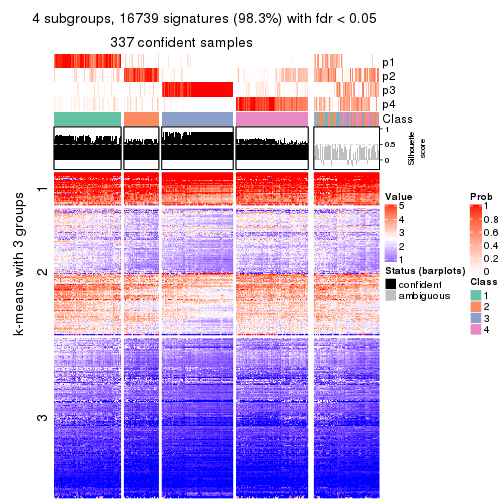 4 subgroups, 16739 signatures (98.3%) with fdr < 0.05
337 confident samples
p1
p2
p3
p4
Class
1
0.5
0
Silhouette
score
k-means with 3 groups
1
2
3
Value
5
4
3
2
1
Status (barplots)
confident
ambiguous
Prob
1
0.8
0.6
0.4
0.2
0
Class
1
2
3
4